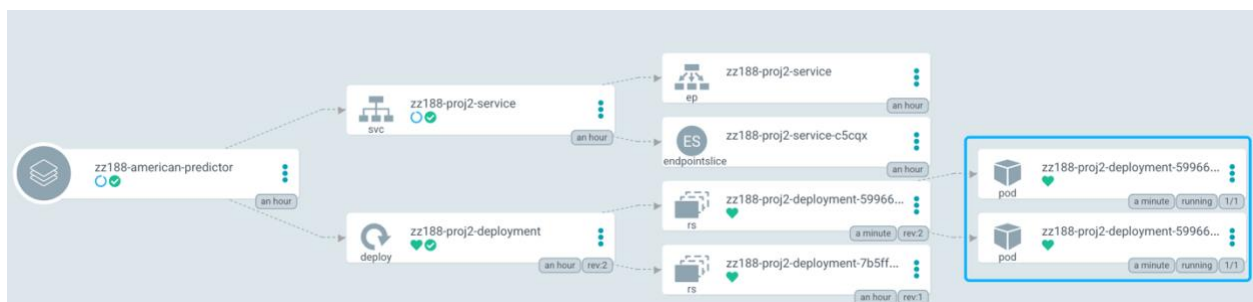 zz188-american-predictor
an hour
svc
zz188-proj2-service
an hour
deploy
zz188-proj2-deployment
an hour
rev:2
ep
zz188-proj2-service
an hour
ES
endpointslice
zz188-proj2-service-c5cqx
an hour
rs
zz188-proj2-deployment-59966...
a minute
rev:2
rs
zz188-proj2-deployment-7b5ff...
an hour
rev:1
pod
zz188-proj2-deployment-59966...
a minute
running
1/1
pod
zz188-proj2-deployment-59966...
a minute
running
1/1